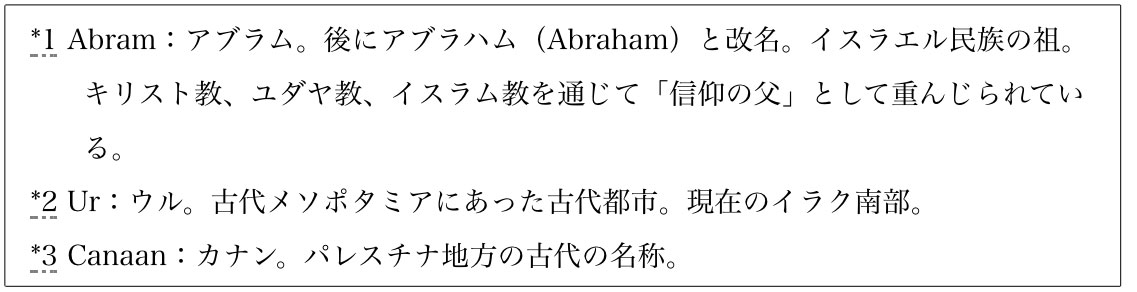 *1 Abram：アブラム。後にアブラハム（Abraham）と改名。イスラエル民族の祖。
キリスト教、ユダヤ教、イスラム教を通じて「信仰の父」として重んじられてい
る。
*2 Ur：ウル。古代メソポタミアにあった古代都市。現在のイラク南部。
*3 Canaan：カナン。パレスチナ地方の古代の名称。